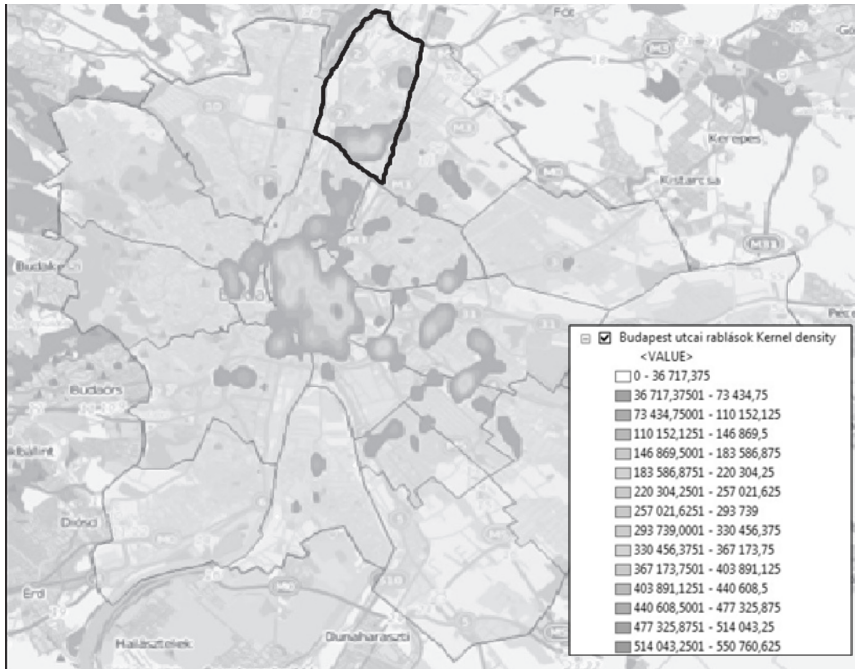 Fót
M3
Kerepes
Kistarcsa
M0
M3
M31
Budaörs
Diósd
Érd
M0
Halásztelek
Dunaharaszti
Budapest utcai rablások Kernel density
<VALUE>
0 - 36 717,375
36 717,37501 - 73 434,75
73 434,75001 - 110 152,125
110 152,1251 - 146 869,5
146 869,5001 - 183 586,875
183 586,8751 - 220 304,25
220 304,2501 - 257 021,625
257 021,6251 - 293 739
293 739,0001 - 330 456,375
330 456,3751 - 367 173,75
367 173,7501 - 403 891,125
403 891,1251 - 440 608,5
440 608,5001 - 477 325,875
477 325,8751 - 514 043,25
514 043,2501 - 550 760,625